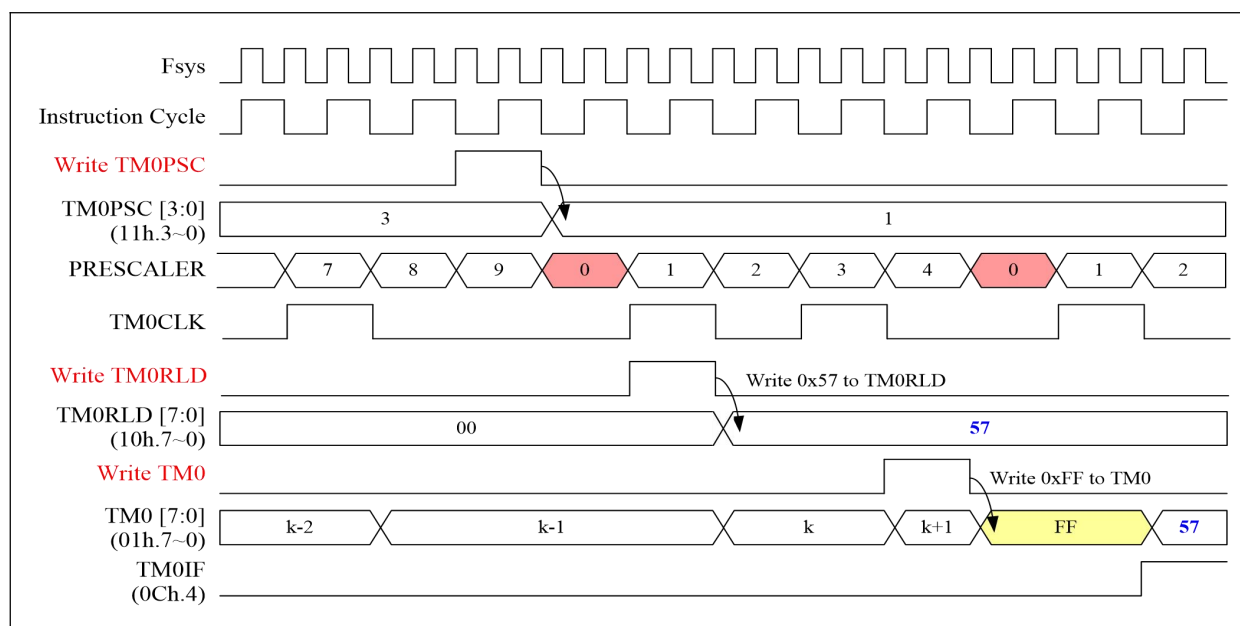 Fsys
Instruction Cycle
Write TM0PSC
TM0PSC [3:0]
(11h.3~0)
3 1
PRESCALER 7 8 9 0 1 2 3 4 0 1 2
TM0CLK
Write TM0RLD Write 0x57 to TM0RLD
TM0RLD [7:0]
(10h.7~0)
00 57
Write TM0 Write 0xFF to TM0
TM0 [7:0]
(01h.7~0)
k-2 k-1 k k+1 FF 57
TM0IF
(0Ch.4)